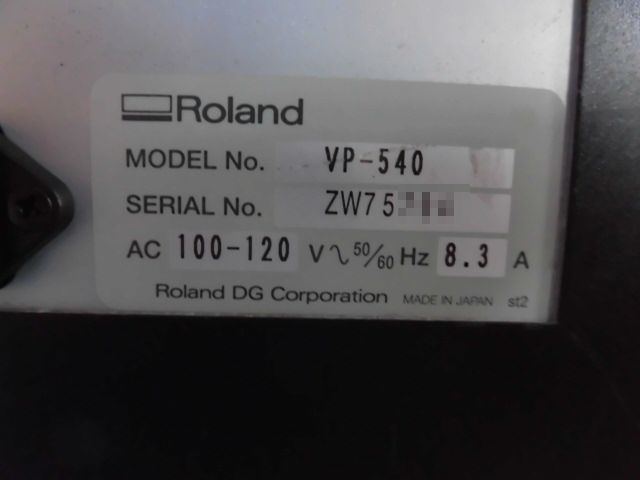 Roland
MODEL No. VP-540
SERIAL No. ZW75
AC 100-120 V∿50/60 Hz 8.3 A
Roland DG Corporation MADE IN JAPAN st2